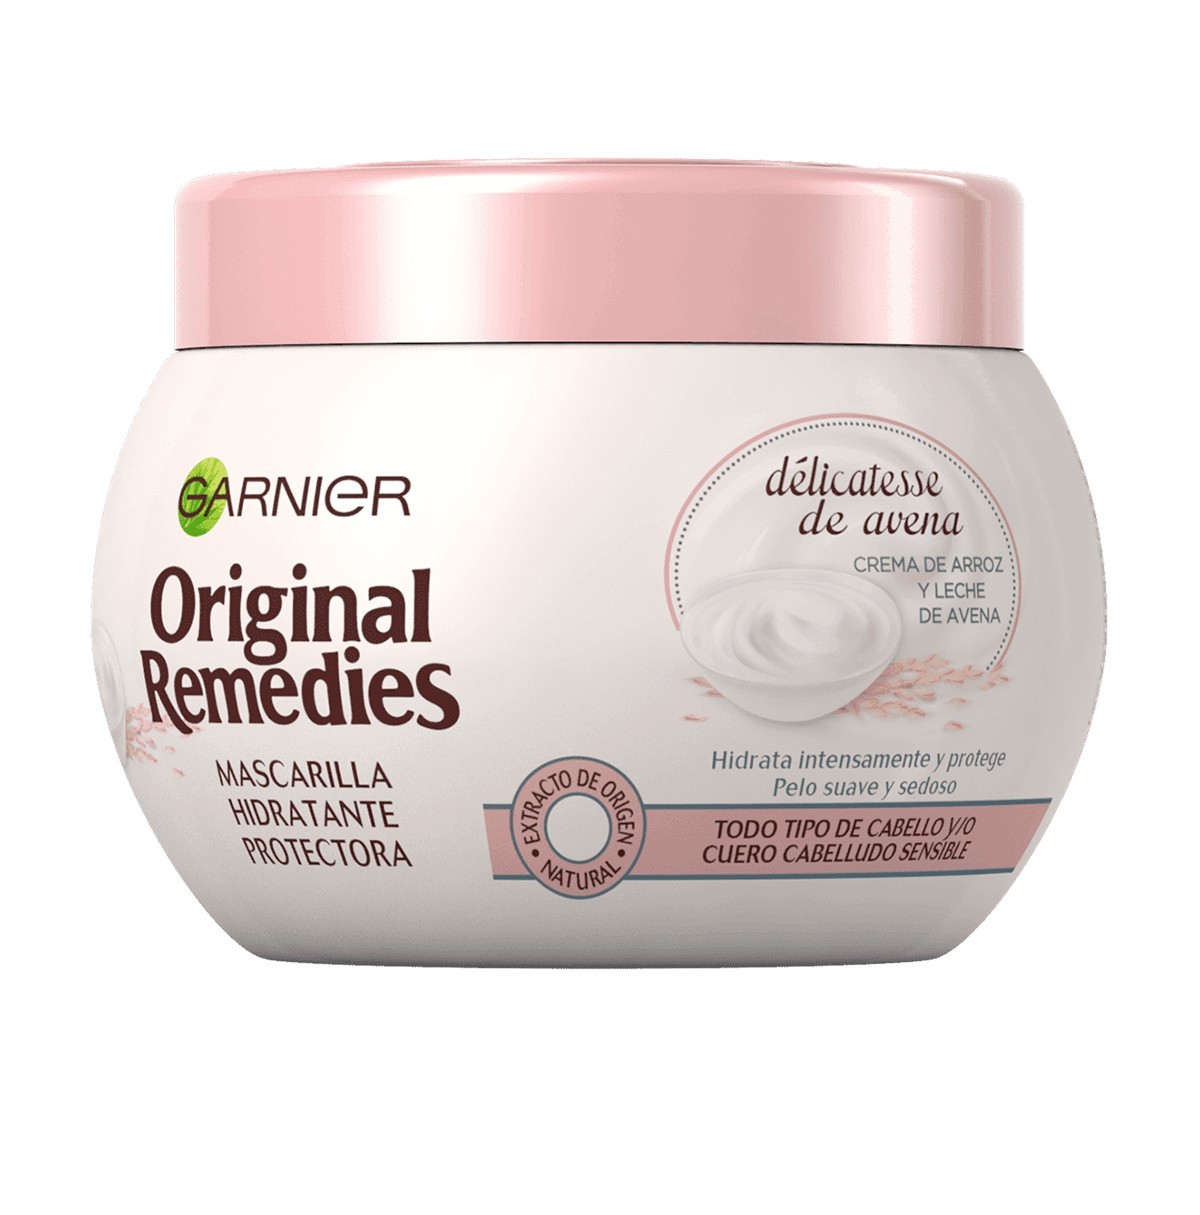 GARNIER
Original
Remedies
MASCARILLA
HIDRATANTE
PROTECTORA
délicatesse
de avena
CREMA DE ARROZ
Y LECHE
DE AVENA
Hidrata intensamente y protege
Pelo suave y sedoso
• EXTRACTO DE ORIGEN •
NATURAL
TODO TIPO DE CABELLO Y/O
CUERO CABELLUDO SENSIBLE